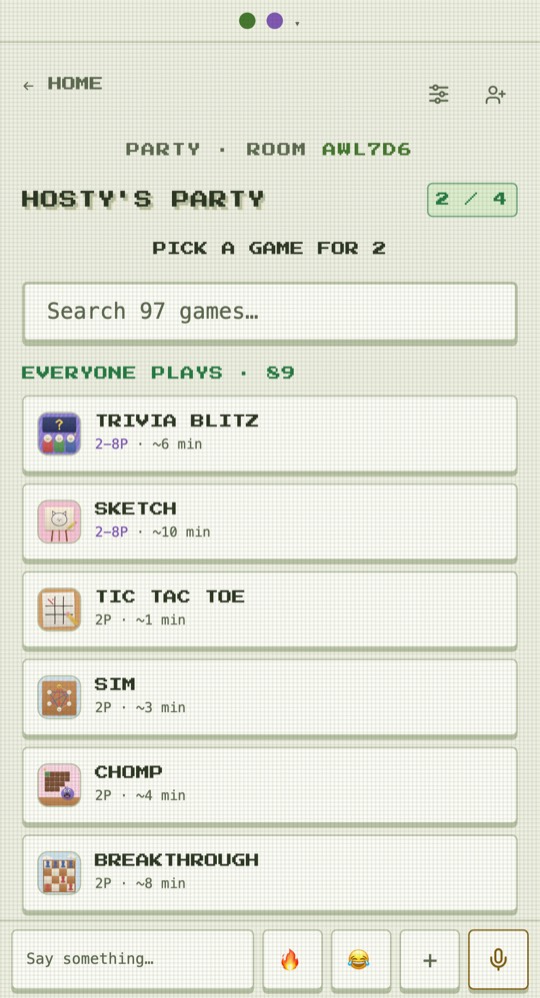 ← HOME
PARTY · ROOM AWL7D6
HOSTY'S PARTY
2 / 4
PICK A GAME FOR 2
Search 97 games…
EVERYONE PLAYS · 89
?
TRIVIA BLITZ
2–8P · ~6 min
SKETCH
2–8P · ~10 min
TIC TAC TOE
2P · ~1 min
SIM
2P · ~3 min
CHOMP
2P · ~4 min
BREAKTHROUGH
2P · ~8 min
Say something…
+